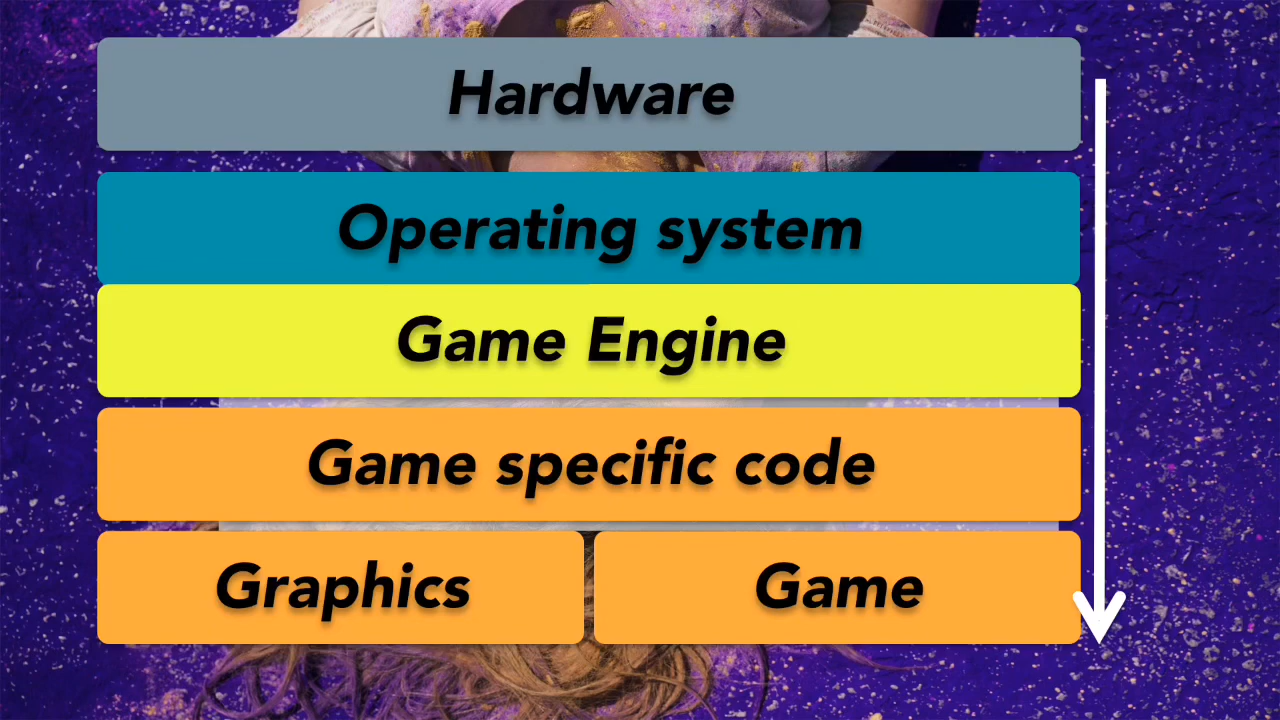 Hardware
Operating system
Game Engine
Game specific code
Graphics
Game